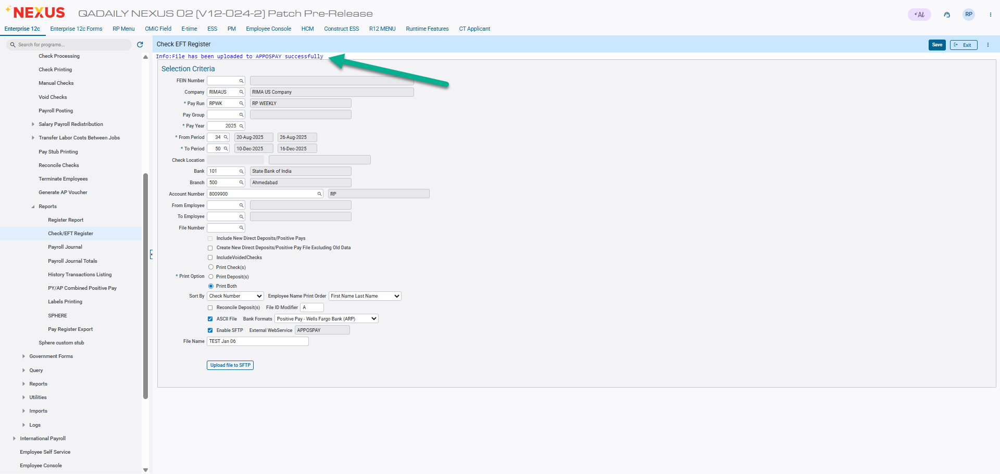 NEXUS QADAILY NEXUS 02 (V12-024-2) Patch Pre-Release AI RP
Enterprise 12c Enterprise 12c Forms RP Menu CMiC Field E-time ESS PM Employee Console HCM Construct ESS R12 MENU Runtime Features CT Applicant
Search for programs...
Check Processing
Check Printing
Manual Checks
Void Checks
Payroll Posting
Salary Payroll Redistribution
Transfer Labor Costs Between Jobs
Pay Stub Printing
Reconcile Checks
Terminate Employees
Generate AP Voucher
Reports
Register Report
Check/EFT Register
Payroll Journal
Payroll Journal Totals
History Transactions Listing
PY/AP Combined Positive Pay
Labels Printing
SPHERE
Pay Register Export
Sphere custom stub
Government Forms
Query
Reports
Utilities
Imports
Logs
International Payroll
Employee Self Service
Employee Console
Check EFT Register Save Exit
Info:File has been uploaded to APPOSPAY successfully
Selection Criteria
FEIN Number
Company RIMAUS RIMA US Company
* Pay Run RPWK RP WEEKLY
Pay Group
* Pay Year 2025
* From Period 34 20-Aug-2025 26-Aug-2025
* To Period 50 10-Dec-2025 16-Dec-2025
Check Location
Bank 101 State Bank of India
Branch 500 Ahmedabad
Account Number 8009900 RP
From Employee
To Employee
File Number
Include New Direct Deposits/Positive Pays
Create New Direct Deposits/Positive Pay File Excluding Old Data
IncludeVoidedChecks
Print Check(s)
* Print Option Print Deposit(s)
Print Both
Sort By Check Number Employee Name Print Order First Name Last Name
Reconcile Deposit(s) File ID Modifier A
ASCII File Bank Formats Positive Pay - Wells Fargo Bank (ARP)
Enable SFTP External WebService APPOSPAY
File Name TEST Jan 06
Upload file to SFTP